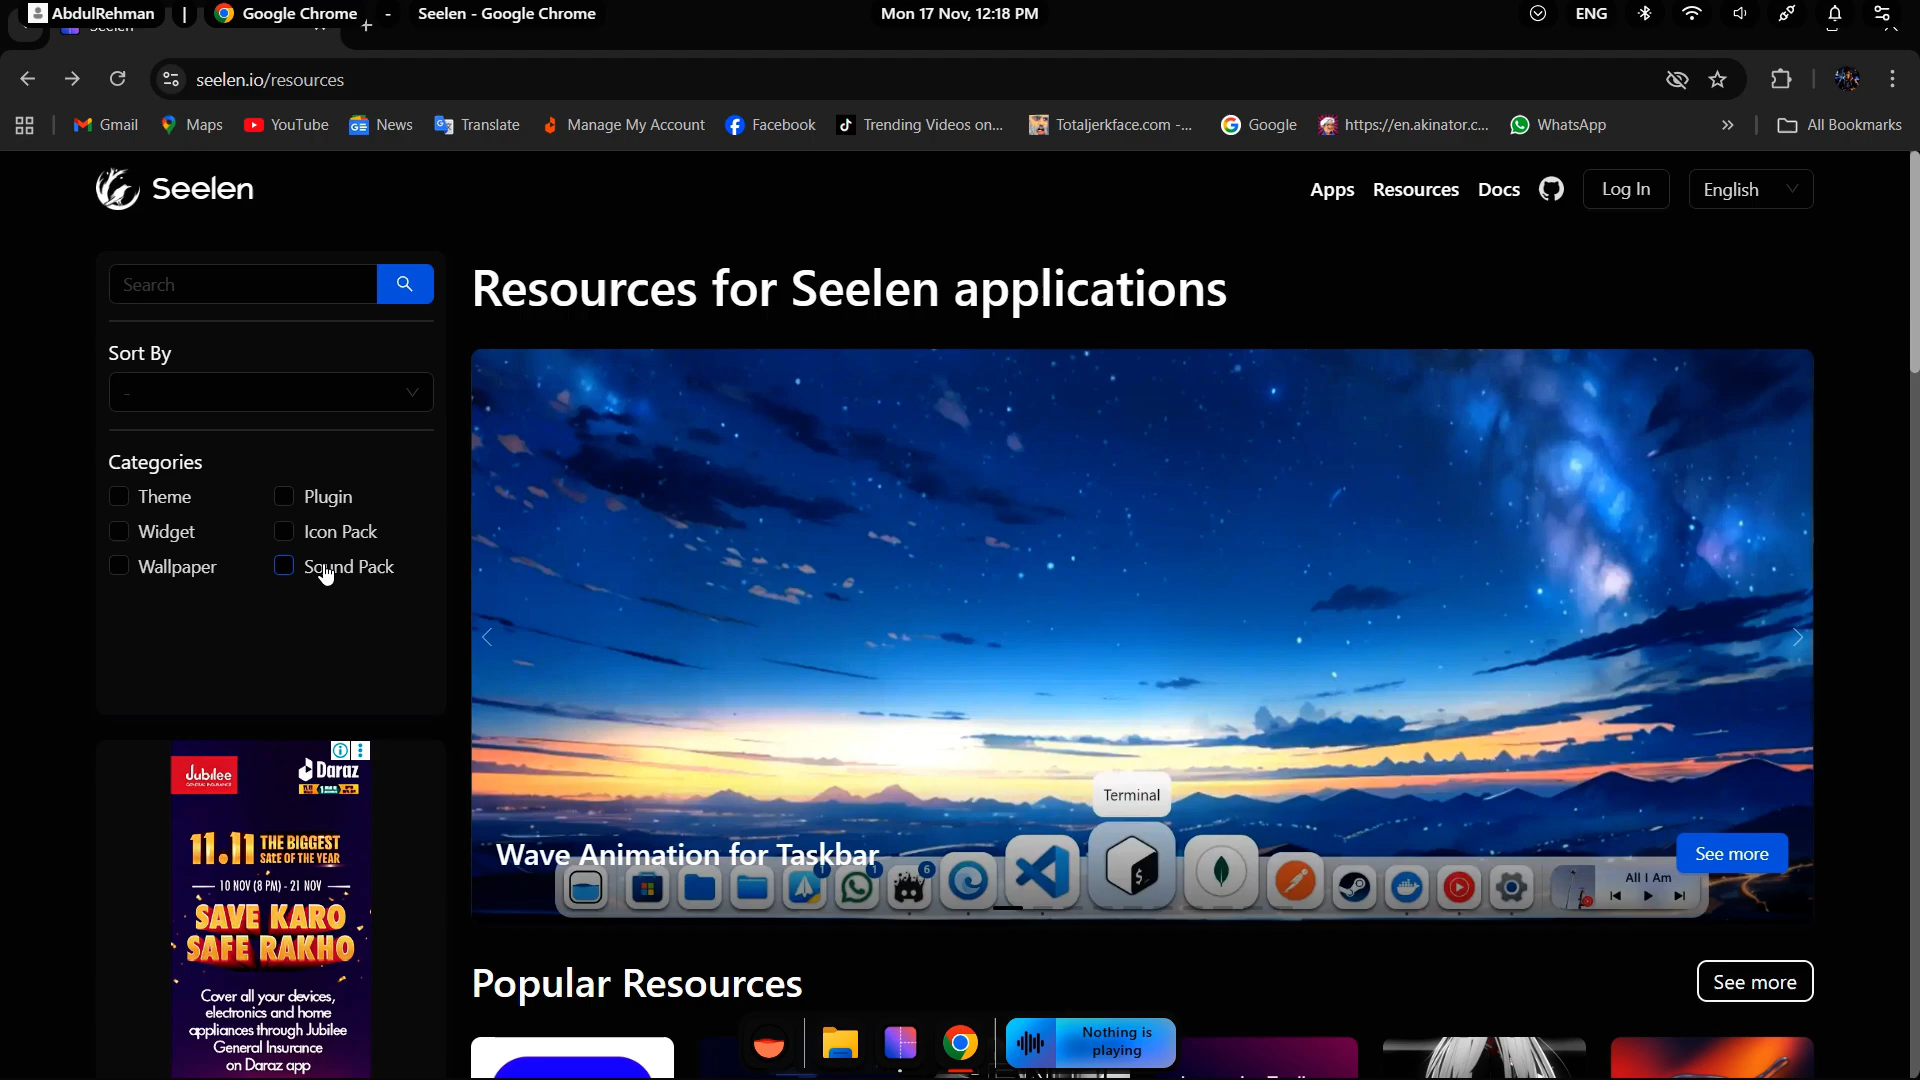 AbdulRehman | Google Chrome - Seelen - Google Chrome Mon 17 Nov, 12:18 PM ENG
seelen.io/resources
Gmail Maps YouTube News Translate Manage My Account Facebook Trending Videos on... Totaljerkface.com -... Google https://en.akinator.c... WhatsApp » All Bookmarks
Seelen Apps Resources Docs Log In English
Search
Sort By
-
Categories
Theme Plugin
Widget Icon Pack
Wallpaper Sound Pack
Resources for Seelen applications
Terminal
Wave Animation for Taskbar
See more
1 1 6
All I Am
Jubilee
GENERAL INSURANCE
Daraz
11.11 THE BIGGEST
SALE OF THE YEAR
10 NOV (8 PM) - 21 NOV
SAVE KARO
SAFE RAKHO
Cover all your devices,
electronics and home
appliances through Jubilee
General Insurance
on Daraz app
Popular Resources See more
Nothing is
playing